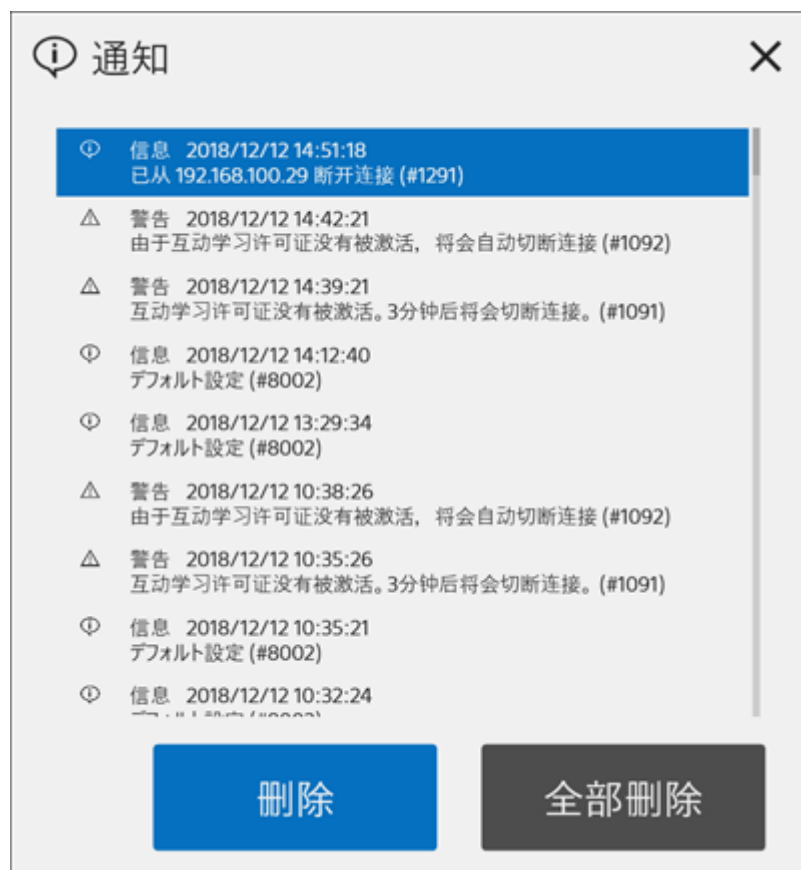 通知
信息 2018/12/12 14:51:18
已从 192.168.100.29 断开连接 (#1291)
警告 2018/12/12 14:42:21
由于互动学习许可证没有被激活，将会自动切断连接 (#1092)
警告 2018/12/12 14:39:21
互动学习许可证没有被激活。3分钟后将会切断连接。(#1091)
信息 2018/12/12 14:12:40
デフォルト設定 (#8002)
信息 2018/12/12 13:29:34
デフォルト設定 (#8002)
警告 2018/12/12 10:38:26
由于互动学习许可证没有被激活，将会自动切断连接 (#1092)
警告 2018/12/12 10:35:26
互动学习许可证没有被激活。3分钟后将会切断连接。(#1091)
信息 2018/12/12 10:35:21
デフォルト設定 (#8002)
信息 2018/12/12 10:32:24
删除
全部删除